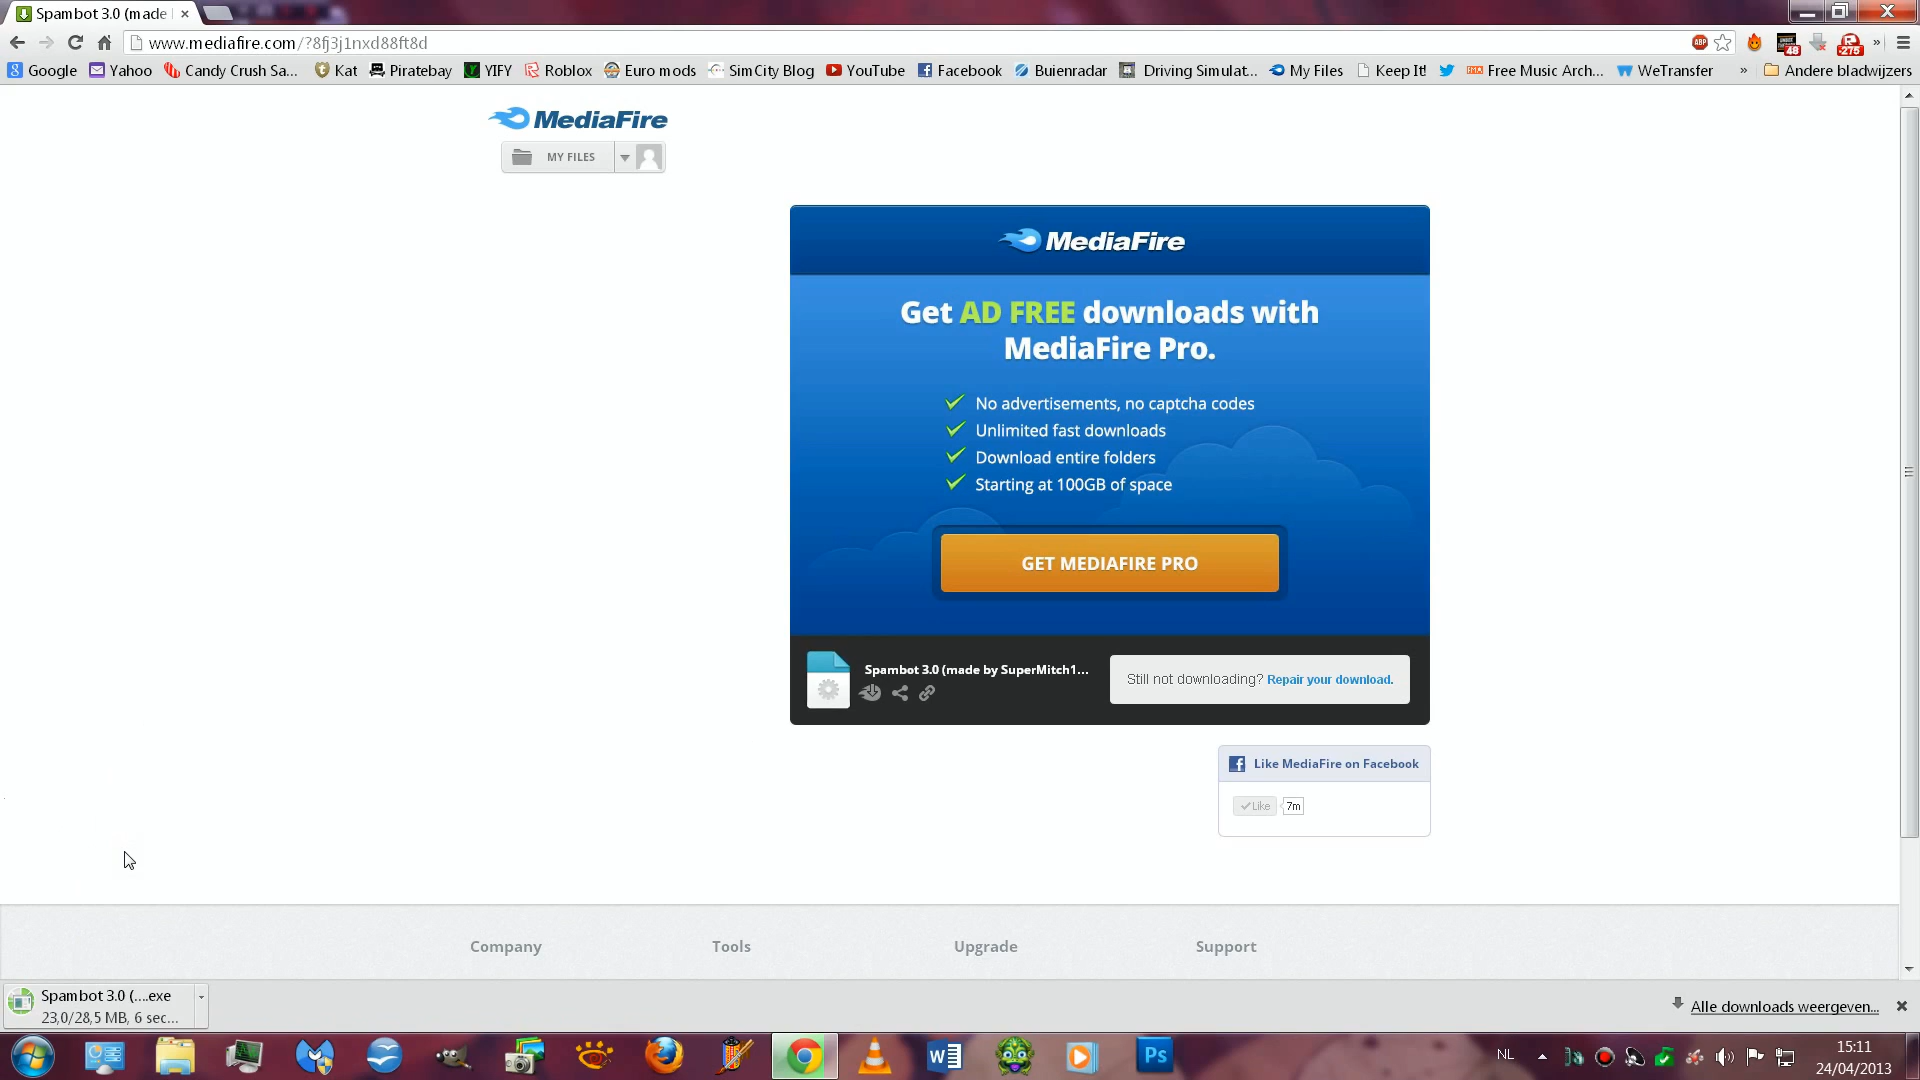 Spambot 3.0 (made
www.mediafire.com/?8fj3j1nxd88ft8d
ABP
48
-275
Google
Yahoo
Candy Crush Sa...
Kat
Piratebay
YIFY
Roblox
Euro mods
SimCity Blog
YouTube
Facebook
Buienradar
Driving Simulat...
My Files
Keep It!
Free Music Arch...
WeTransfer
»
Andere bladwijzers
MediaFire
MY FILES
MediaFire
Get AD FREE downloads with
MediaFire Pro.
No advertisements, no captcha codes
Unlimited fast downloads
Download entire folders
Starting at 100GB of space
GET MEDIAFIRE PRO
Spambot 3.0 (made by SuperMitch1...
Still not downloading? Repair your download.
Like MediaFire on Facebook
Like
7m
Company
Tools
Upgrade
Support
Spambot 3.0 (....exe
23,0/28,5 MB, 6 sec...
Alle downloads weergeven...
W
Ps
NL
15:11
24/04/2013